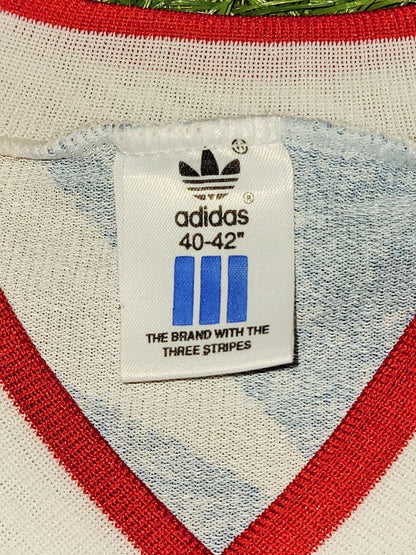 adidas ®
40-42"
THE BRAND WITH THE
THREE STRIPES